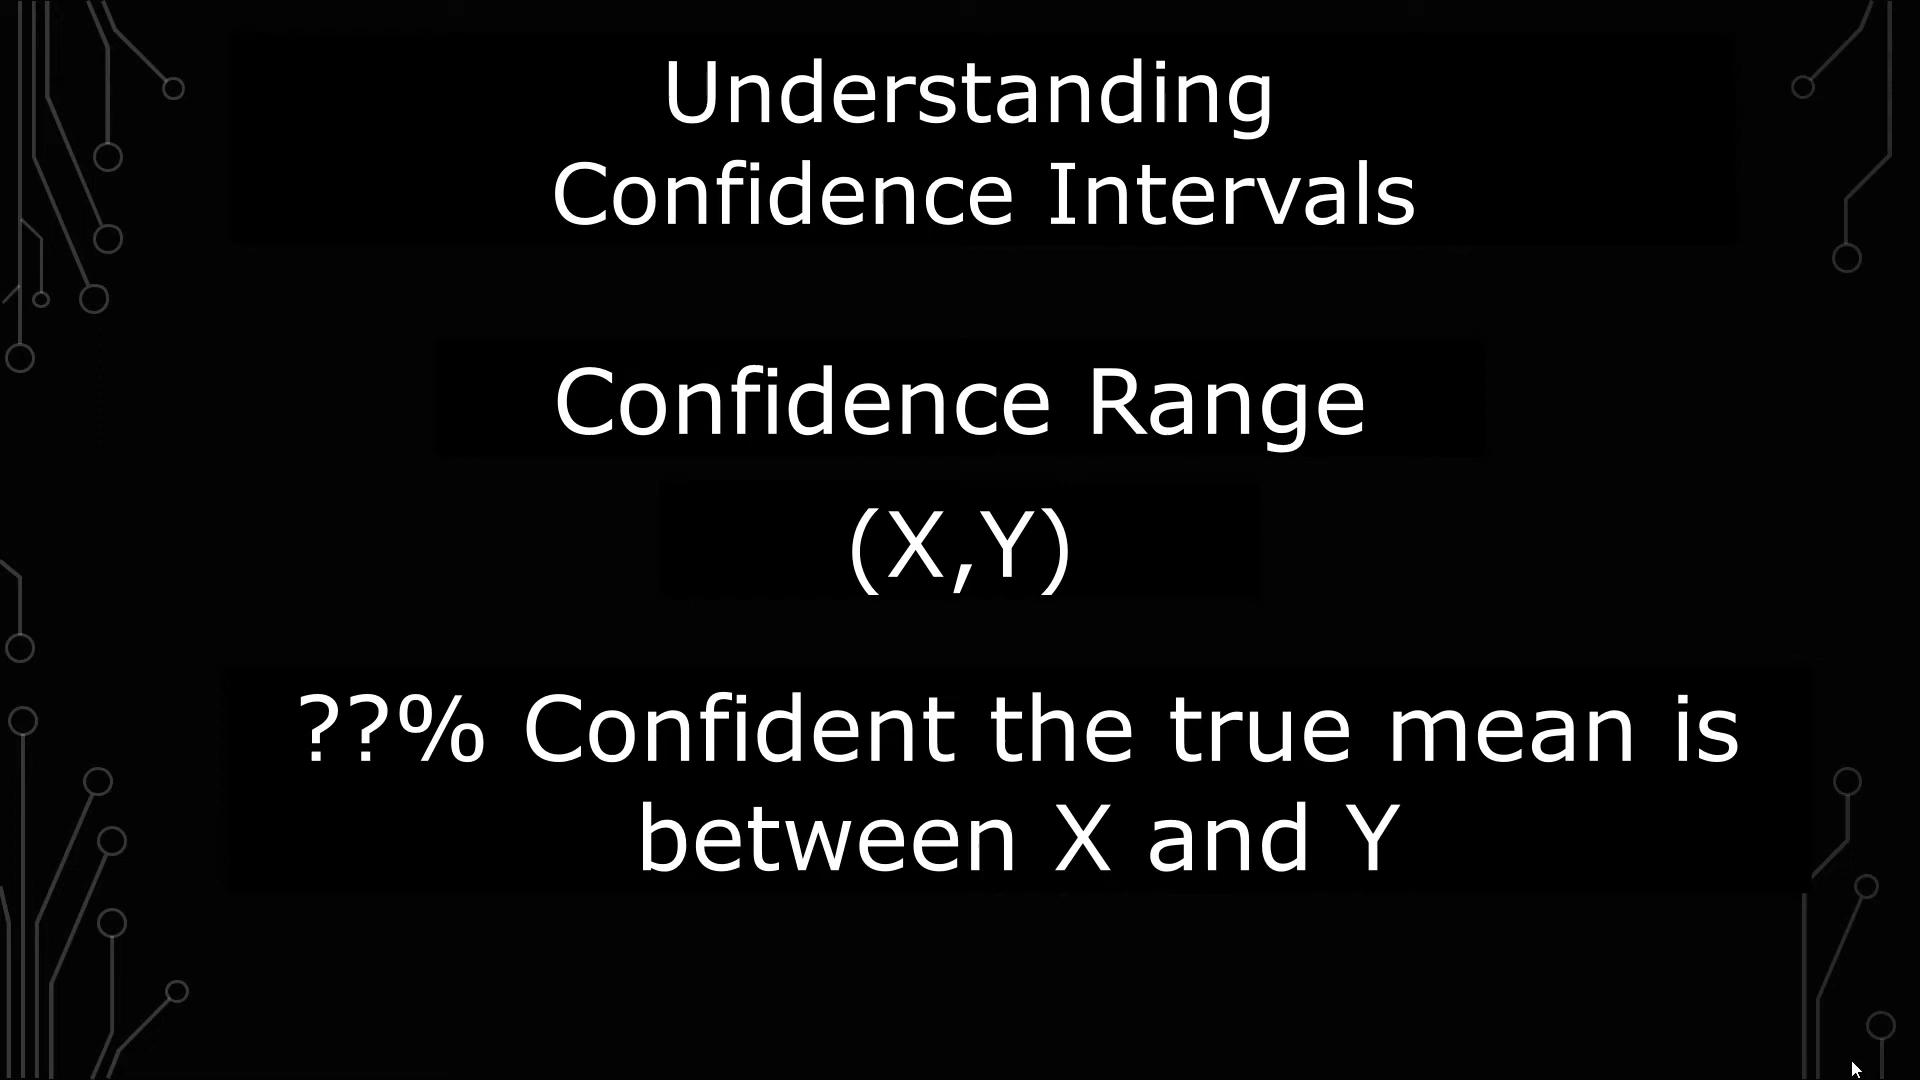 Understanding
Confidence Intervals
Confidence Range
(X,Y)
??% Confident the true mean is
between X and Y